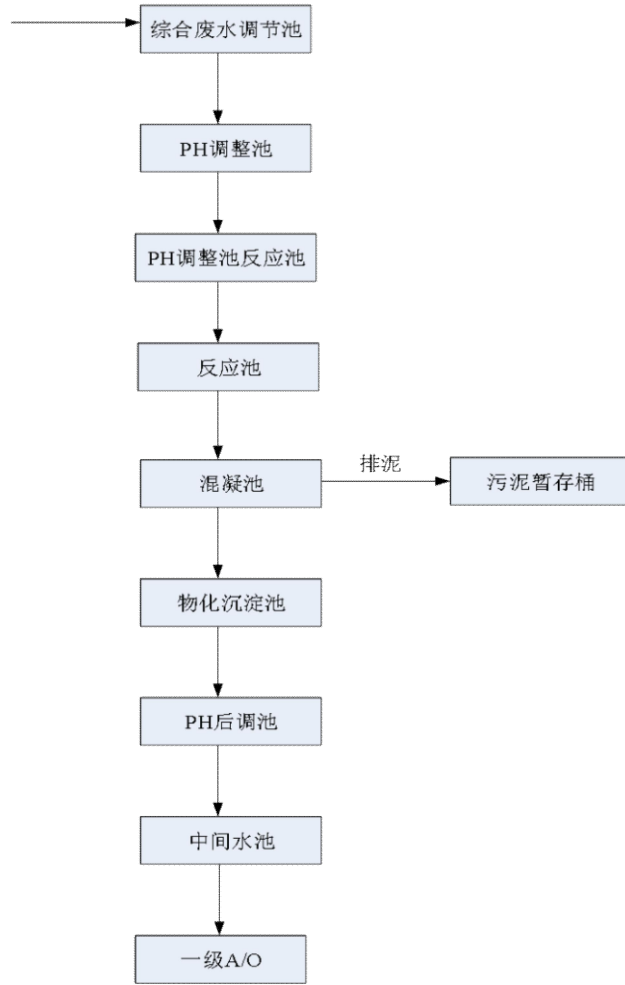 综合废水调节池
PH调整池
PH调整池反应池
反应池
混凝池
排泥
污泥暂存桶
物化沉淀池
PH后调池
中间水池
一级A/O